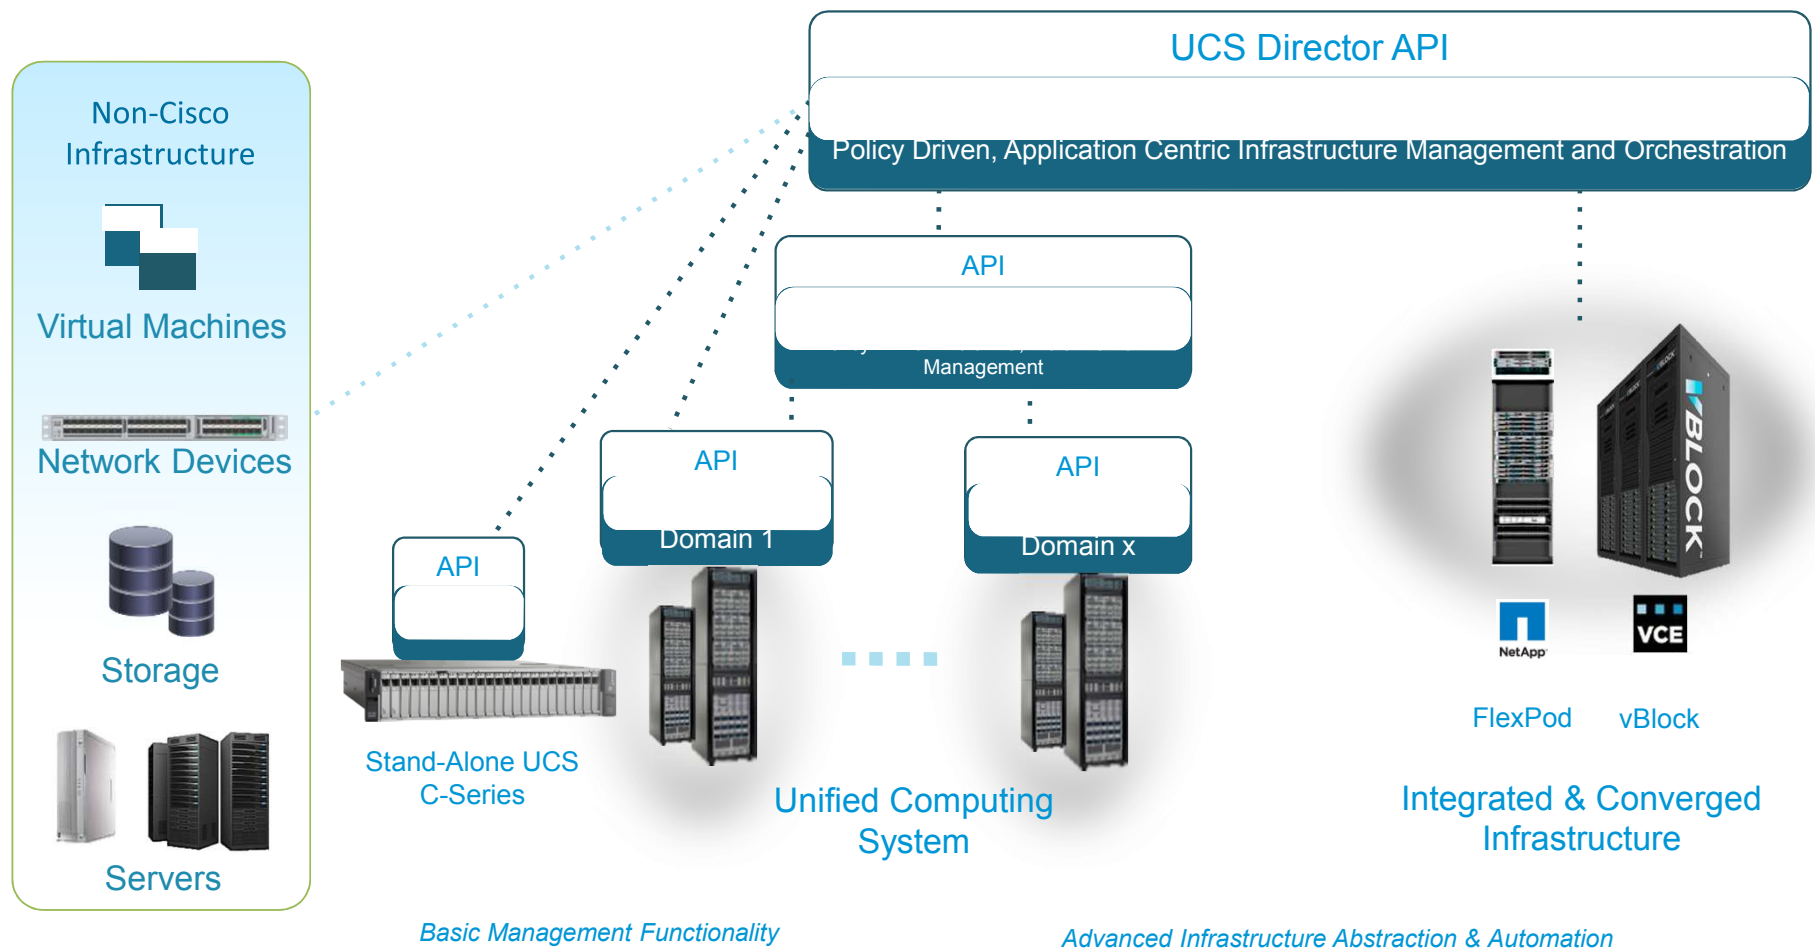 UCS Director API
Policy Driven, Application Centric Infrastructure Management and Orchestration
Non-Cisco
Infrastructure
Virtual Machines
Network Devices
Storage
Servers
API
Management
API
Domain 1
API
Domain x
API
Stand-Alone UCS
C-Series
Unified Computing
System
VBLOCK
VBLOCK
NetApp
VCE
FlexPod
vBlock
Integrated & Converged
Infrastructure
Basic Management Functionality
Advanced Infrastructure Abstraction & Automation